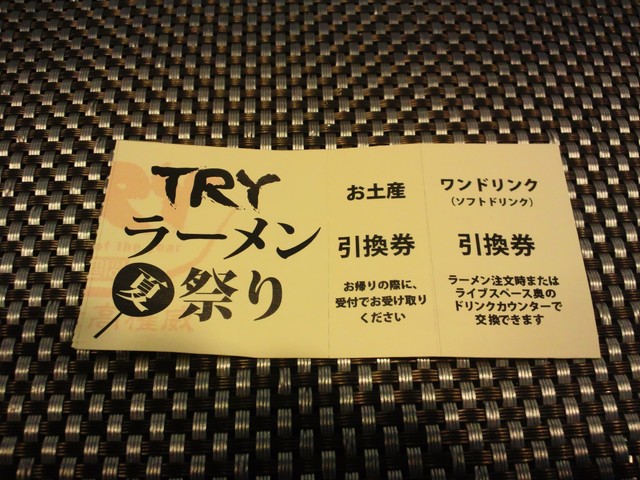 TRY
ラーメン
夏祭り
お土産
引換券
お帰りの際に、
受付でお受け取り
ください
ワンドリンク
（ソフトドリンク）
引換券
ラーメン注文時または
ライブスペース奥の
ドリンクカウンターで
交換できます